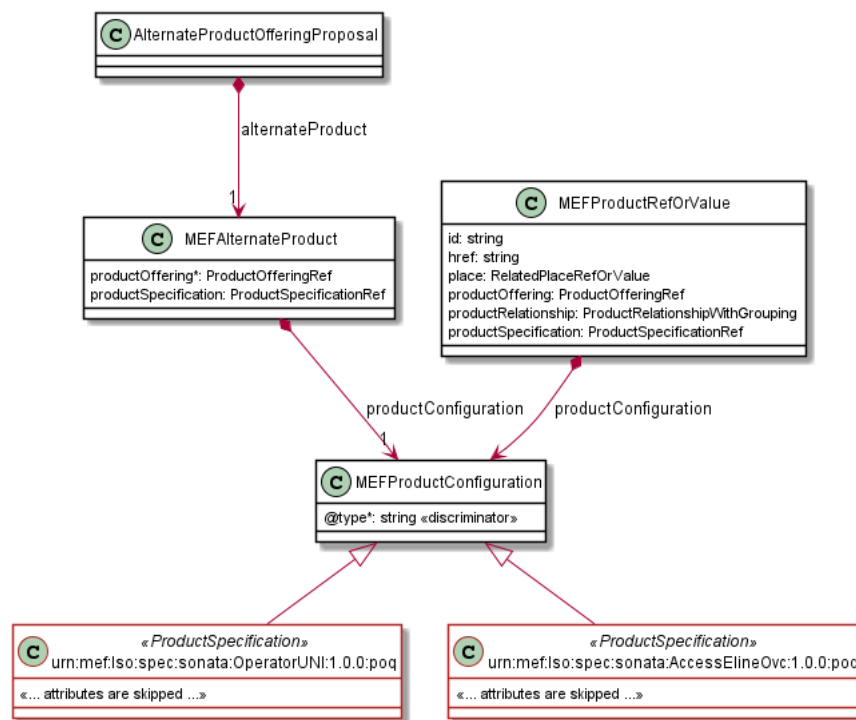 C AlternateProductOfferingProposal
alternateProduct
1
C MEFAlternateProduct
productOffering*: ProductOfferingRef
productSpecification: ProductSpecificationRef
C MEFProductRefOrValue
id: string
href: string
place: RelatedPlaceRefOrValue
productOffering: ProductOfferingRef
productRelationship: ProductRelationshipWithGrouping
productSpecification: ProductSpecificationRef
productConfiguration
1
productConfiguration
C MEFProductConfiguration
@type*: string «discriminator»
«ProductSpecification»
C urn:mef:lso:spec:sonata:OperatorUNI:1.0.0:poq
«... attributes are skipped ...»
«ProductSpecification»
C urn:mef:lso:spec:sonata:AccessElineOvc:1.0.0:poq
«... attributes are skipped ...»